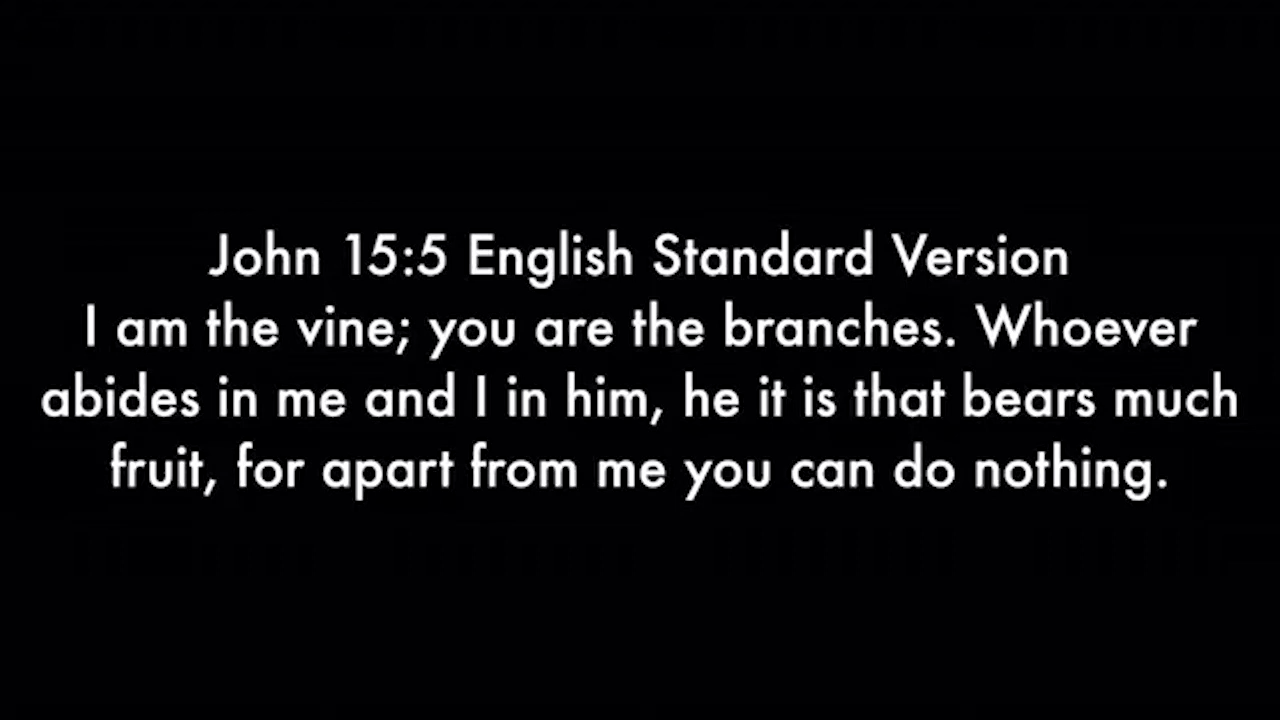 John 15:5 English Standard Version
I am the vine; you are the branches. Whoever
abides in me and I in him, he it is that bears much
fruit, for apart from me you can do nothing.